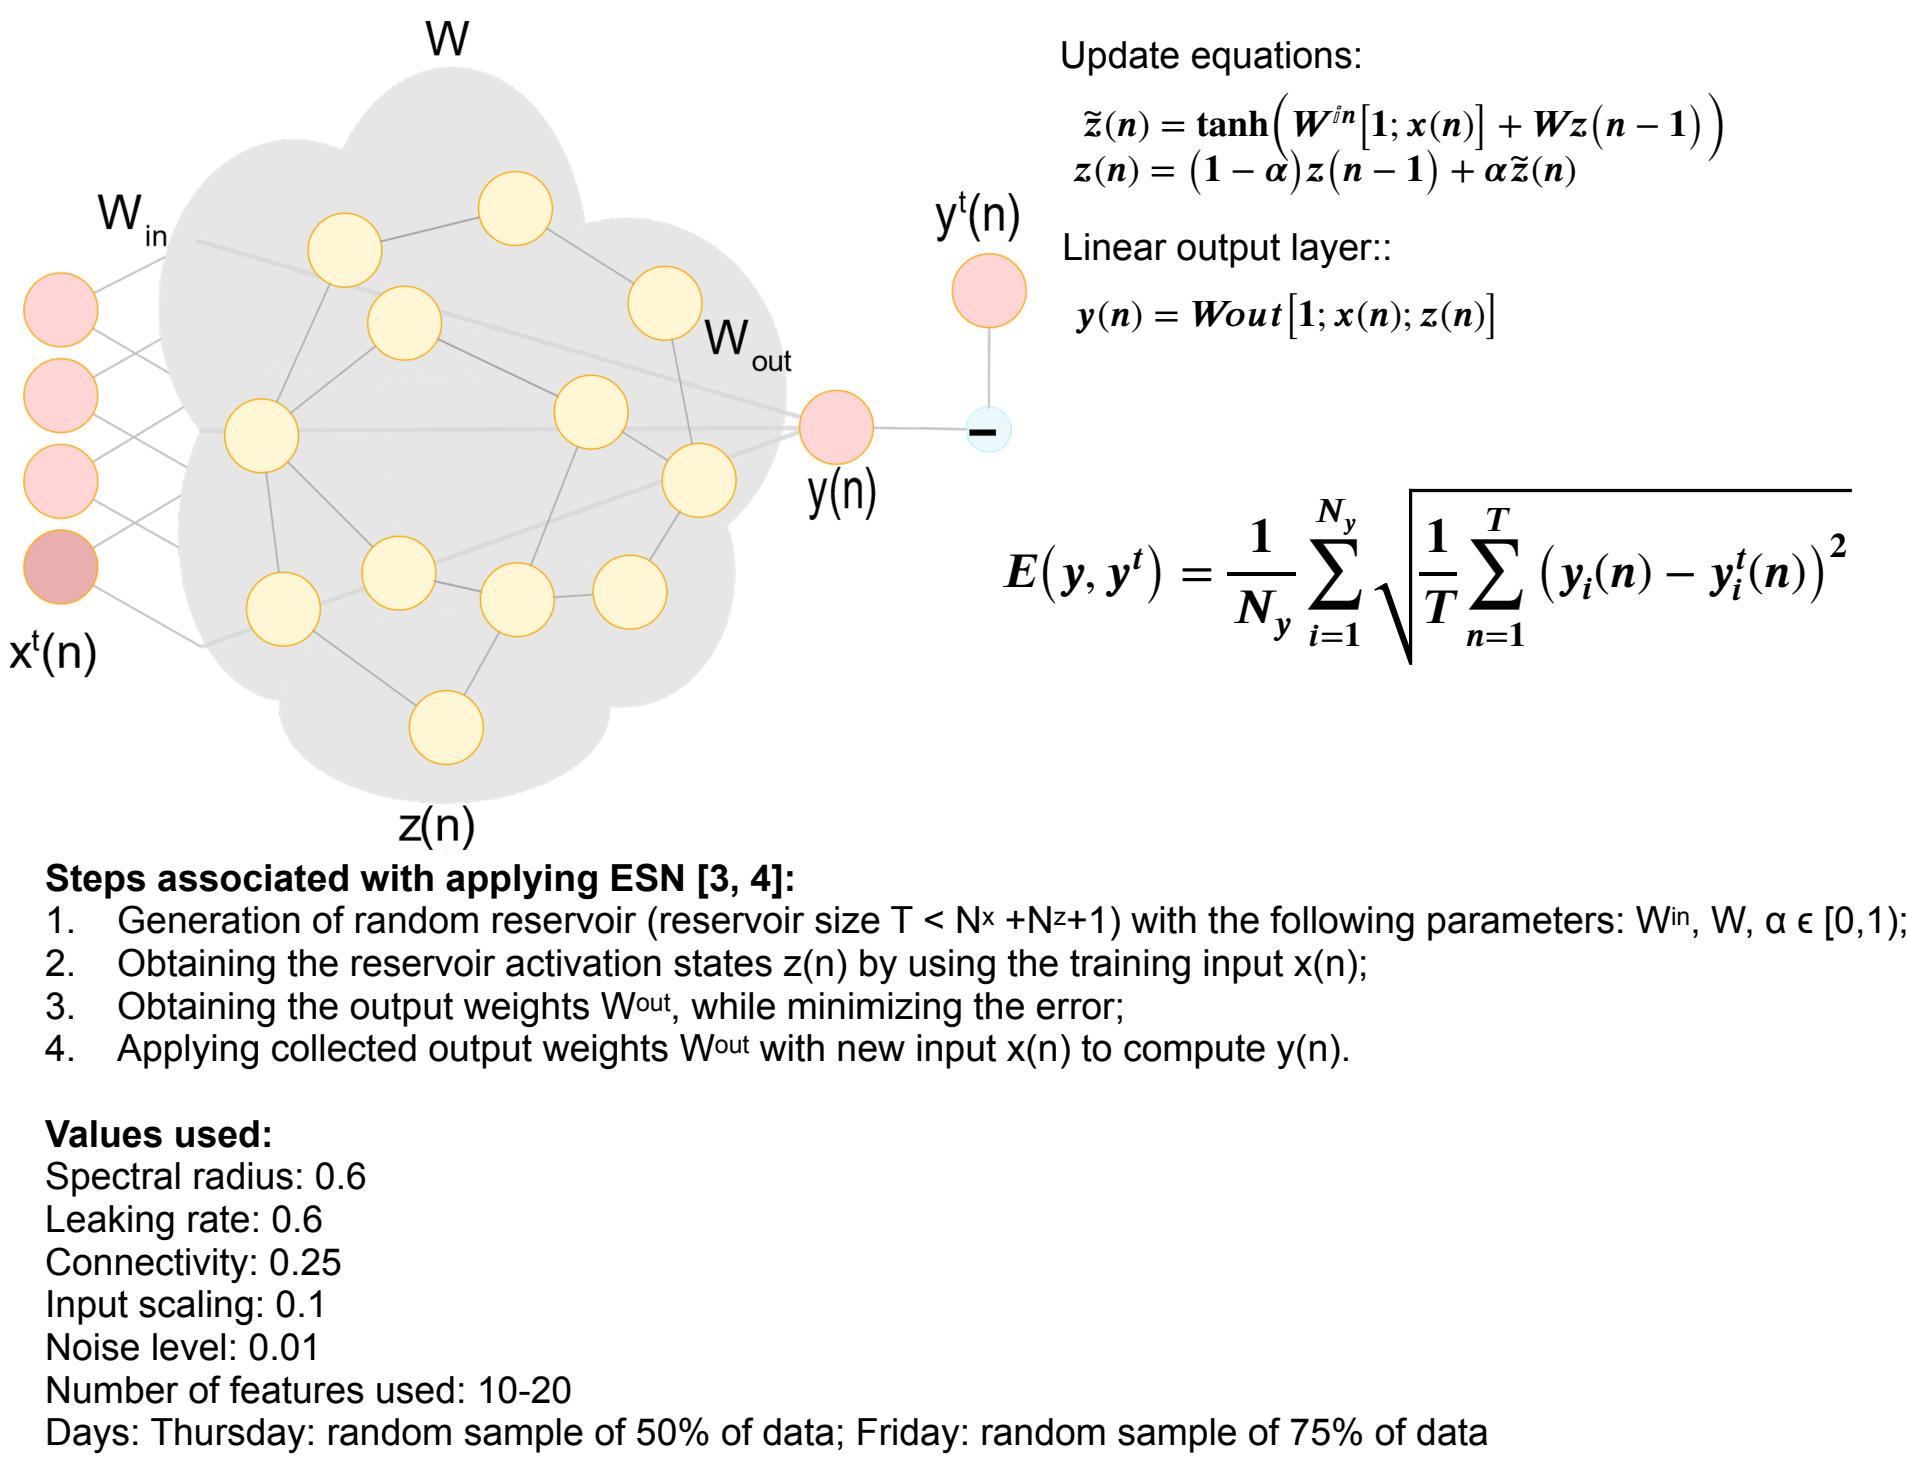 W
W_in
x^t(n)
z(n)
W_out
y(n)
y^t(n)
−
Update equations:
z̃(n) = tanh(W^in[1; x(n)] + Wz(n − 1))
z(n) = (1 − α)z(n − 1) + αz̃(n)
Linear output layer::
y(n) = Wout[1; x(n); z(n)]
E(y, y^t) = 1/N_y ∑_{i=1}^{N_y} √(1/T ∑_{n=1}^{T} (y_i(n) − y_i^t(n))^2)
Steps associated with applying ESN [3, 4]:
1. Generation of random reservoir (reservoir size T < N^x +N^z+1) with the following parameters: W^in, W, α ϵ [0,1);
2. Obtaining the reservoir activation states z(n) by using the training input x(n);
3. Obtaining the output weights W^out, while minimizing the error;
4. Applying collected output weights W^out with new input x(n) to compute y(n).
Values used:
Spectral radius: 0.6
Leaking rate: 0.6
Connectivity: 0.25
Input scaling: 0.1
Noise level: 0.01
Number of features used: 10-20
Days: Thursday: random sample of 50% of data; Friday: random sample of 75% of data